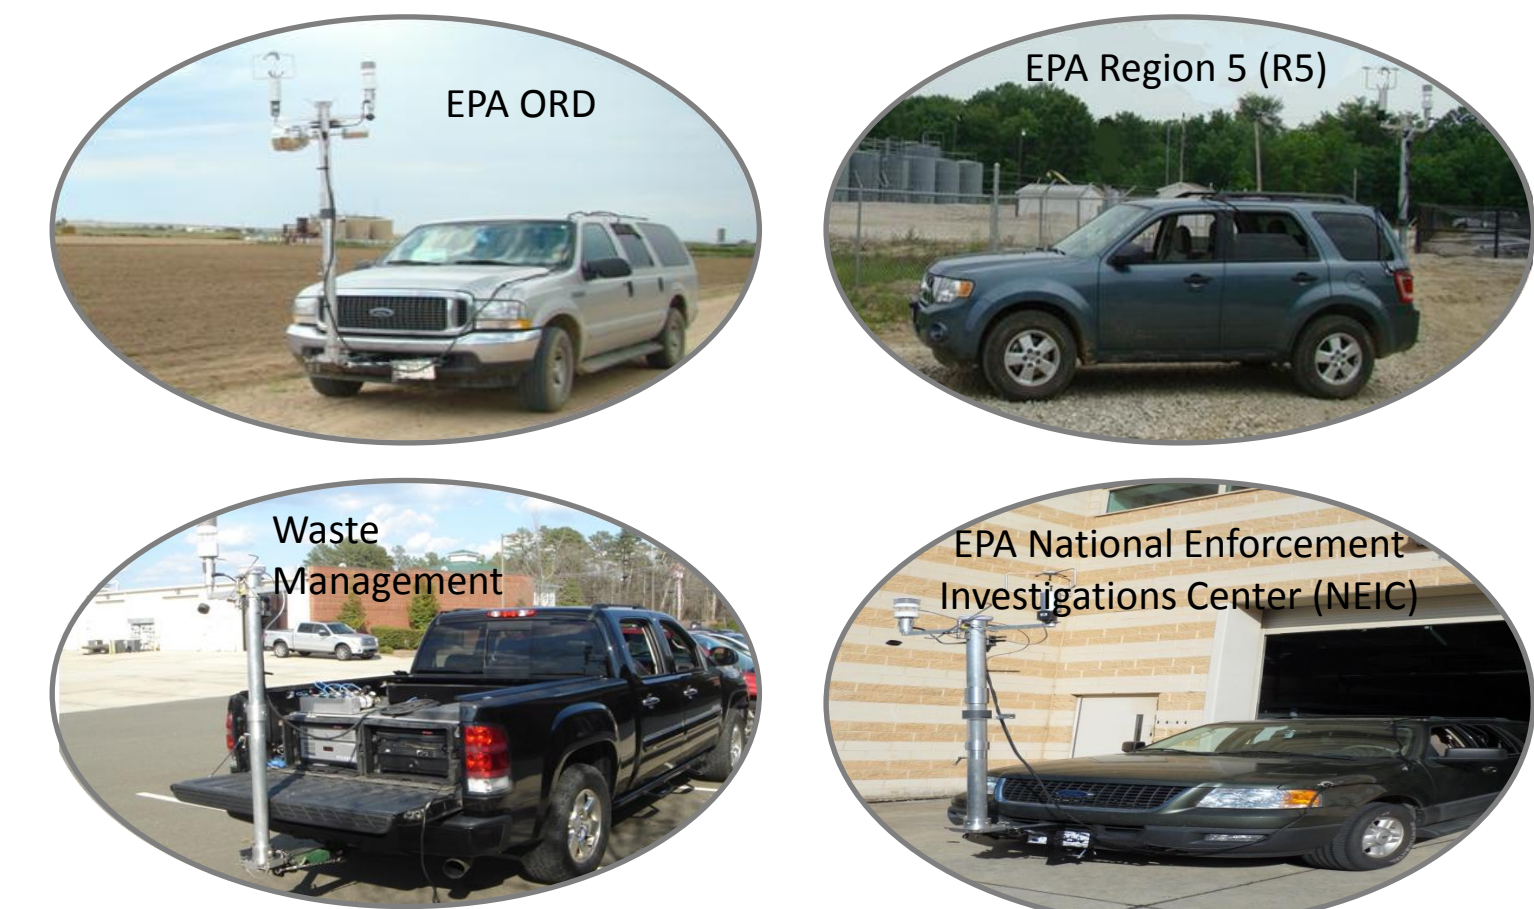 EPA ORD
EPA Region 5 (R5)
Waste
Management
EPA National Enforcement
Investigations Center (NEIC)